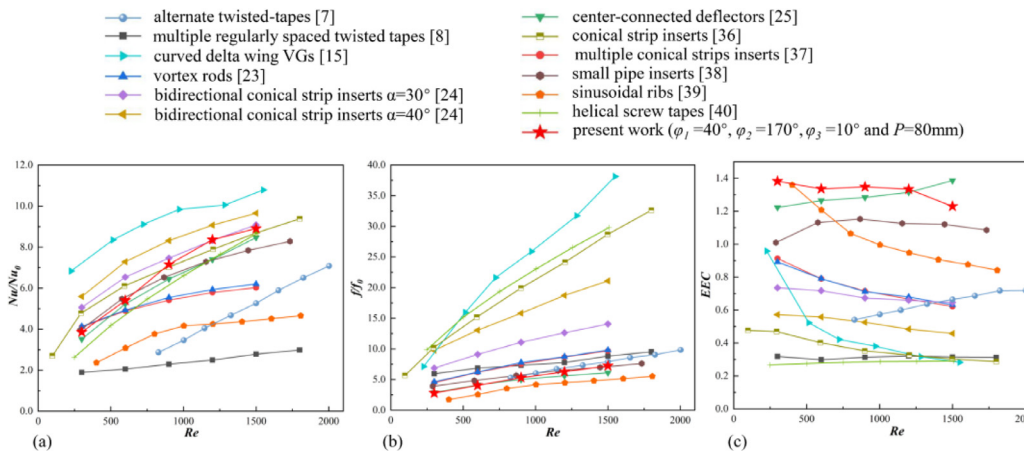 alternate twisted-tapes [7]
multiple regularly spaced twisted tapes [8]
curved delta wing VGs [15]
vortex rods [23]
bidirectional conical strip inserts α=30° [24]
bidirectional conical strip inserts α=40° [24]
center-connected deflectors [25]
conical strip inserts [36]
multiple conical strips inserts [37]
small pipe inserts [38]
sinusoidal ribs [39]
helical screw tapes [40]
present work (φ1 =40°, φ2 =170°, φ3 =10° and P=80mm)
12.0
10.0
8.0
6.0
4.0
2.0
0.0
Nu/Nu0
0 500 1000 1500 2000
Re
(a)
40.0
35.0
30.0
25.0
20.0
15.0
10.0
5.0
0.0
f/f0
0 500 1000 1500 2000
Re
(b)
1.4
1.2
1.0
0.8
0.6
0.4
0.2
0.0
EEC
0 500 1000 1500 2000
Re
(c)